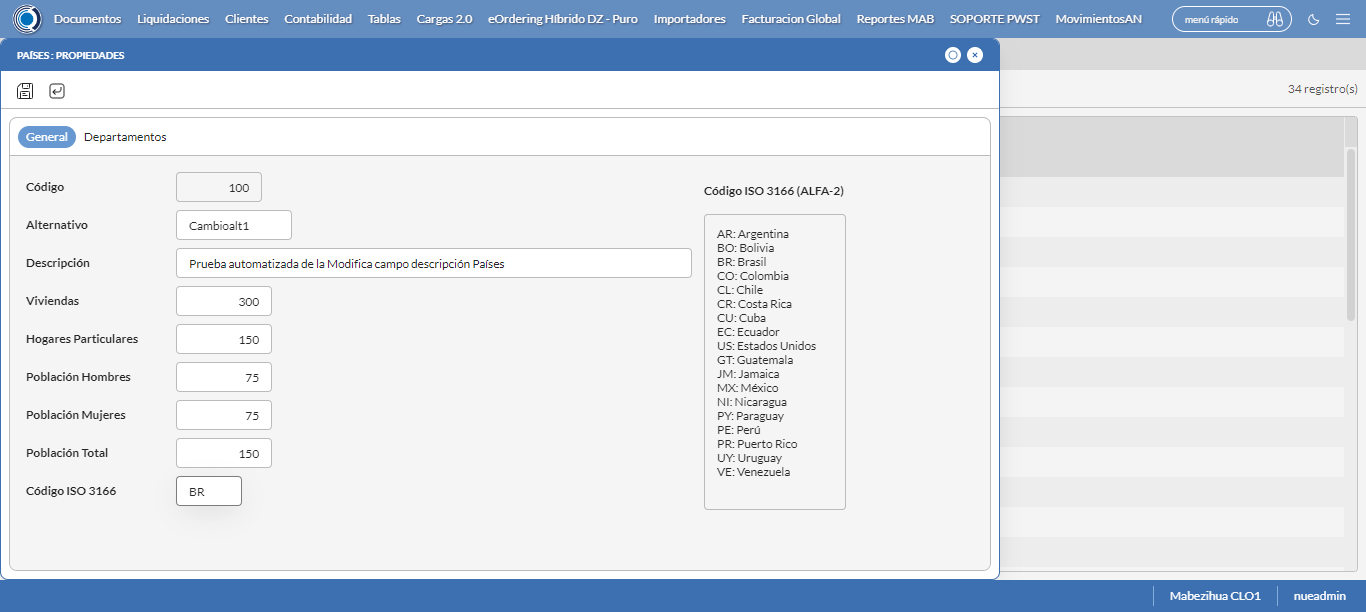 Documentos Liquidaciones Clientes Contabilidad Tablas Cargas 2.0 eOrdering Híbrido DZ - Puro Importadores Facturacion Global Reportes MAB SOPORTE PWST MovimientosAN menú rápido
PAÍSES : PROPIEDADES
34 registro(s)
General Departamentos
Código 100
Alternativo Cambioalt1
Descripción Prueba automatizada de la Modifica campo descripción Países
Viviendas 300
Hogares Particulares 150
Población Hombres 75
Población Mujeres 75
Población Total 150
Código ISO 3166 BR
Código ISO 3166 (ALFA-2)
AR: Argentina
BO: Bolivia
BR: Brasil
CO: Colombia
CL: Chile
CR: Costa Rica
CU: Cuba
EC: Ecuador
US: Estados Unidos
GT: Guatemala
JM: Jamaica
MX: México
NI: Nicaragua
PY: Paraguay
PE: Perú
PR: Puerto Rico
UY: Uruguay
VE: Venezuela
Mabezihua CLO1 nueadmin